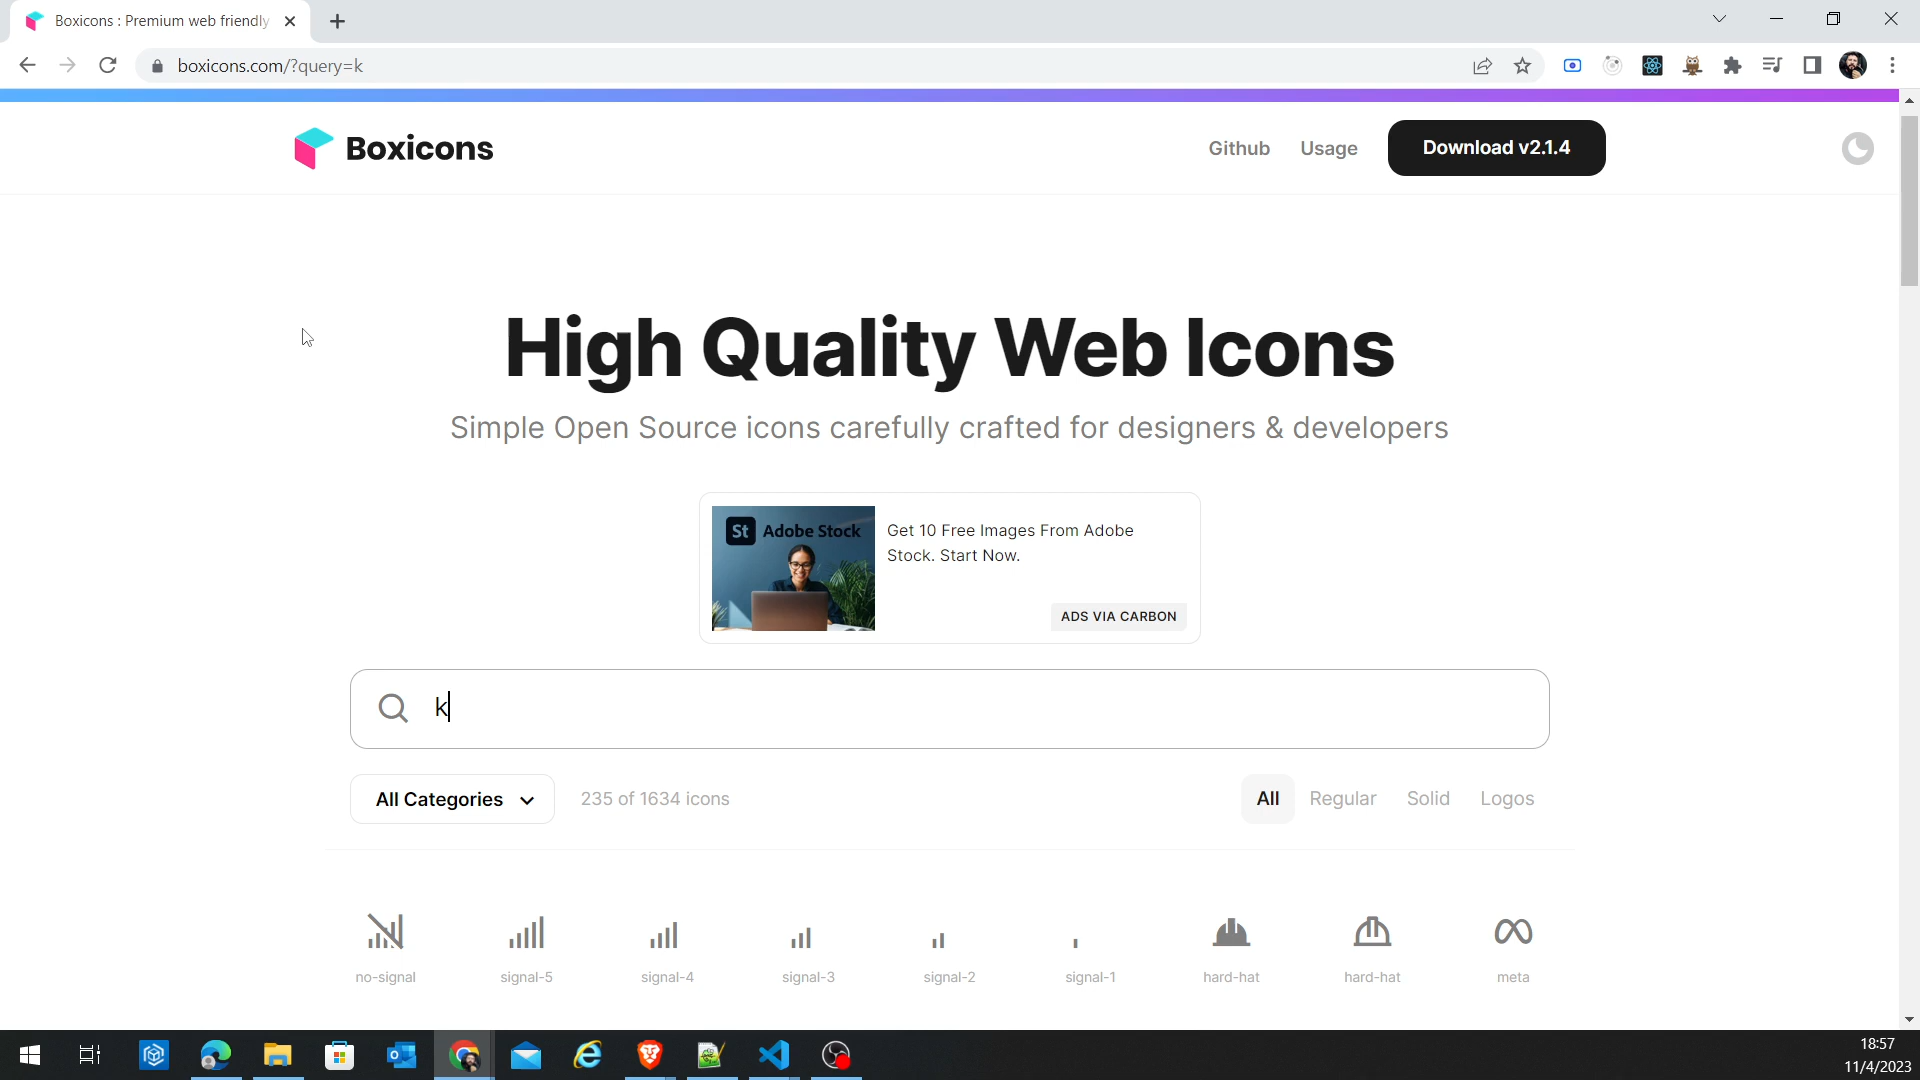 Boxicons : Premium web friendly
boxicons.com/?query=k
Boxicons
Github
Usage
Download v2.1.4
High Quality Web Icons
Simple Open Source icons carefully crafted for designers & developers
St Adobe Stock
Get 10 Free Images From Adobe
Stock. Start Now.
ADS VIA CARBON
k
All Categories
235 of 1634 icons
All
Regular
Solid
Logos
no-signal
signal-5
signal-4
signal-3
signal-2
signal-1
hard-hat
hard-hat
meta
18:57
11/4/2023